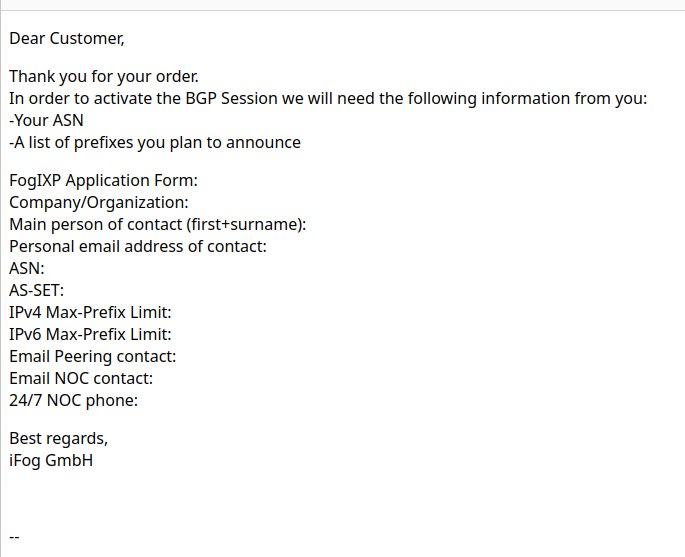 Dear Customer,
Thank you for your order.
In order to activate the BGP Session we will need the following information from you:
-Your ASN
-A list of prefixes you plan to announce
FogIXP Application Form:
Company/Organization:
Main person of contact (first+surname):
Personal email address of contact:
ASN:
AS-SET:
IPv4 Max-Prefix Limit:
IPv6 Max-Prefix Limit:
Email Peering contact:
Email NOC contact:
24/7 NOC phone:
Best regards,
iFog GmbH
--